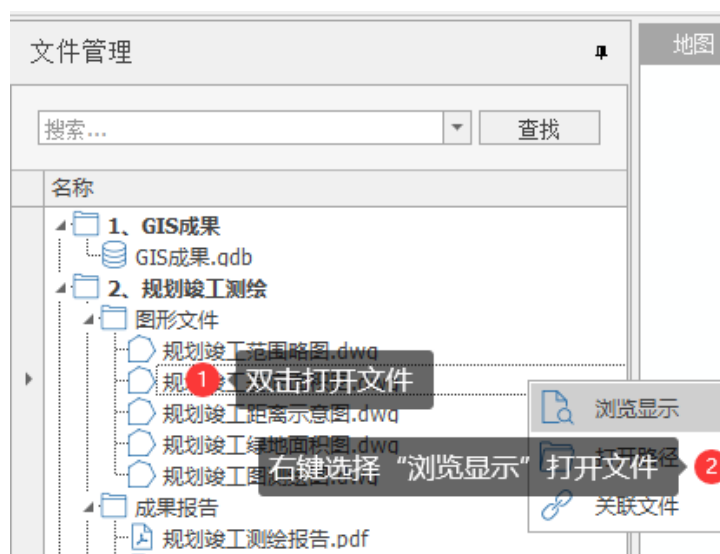 文件管理
地图
搜索...
查找
名称
1、GIS成果
GIS成果.gdb
2、规划竣工测绘
图形文件
规划竣工范围略图.dwg
规
1
双击打开文件
规划竣工距离示意图.dwg
浏览显示
规划竣工绿地面积图.dwg
右键选择“浏览显示”打开文件
2
规划竣工图
关联文件
成果报告
规划竣工测绘报告.pdf